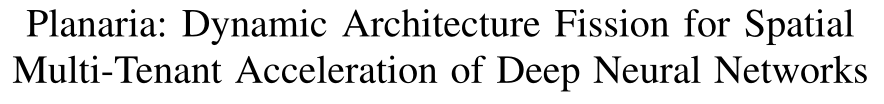 Planaria: Dynamic Architecture Fission for Spatial
Multi-Tenant Acceleration of Deep Neural Networks